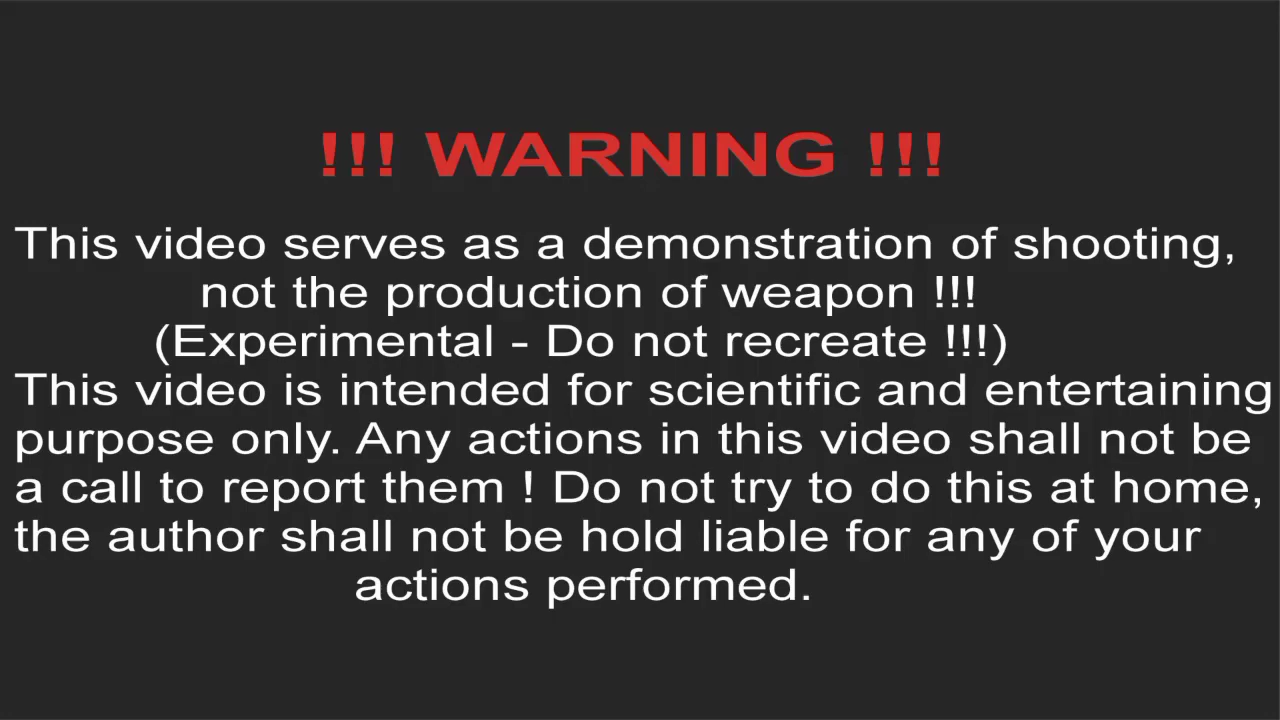 !!! WARNING !!!
This video serves as a demonstration of shooting,
not the production of weapon !!!
(Experimental - Do not recreate !!!)
This video is intended for scientific and entertaining
purpose only. Any actions in this video shall not be
a call to report them ! Do not try to do this at home,
the author shall not be hold liable for any of your
actions performed.